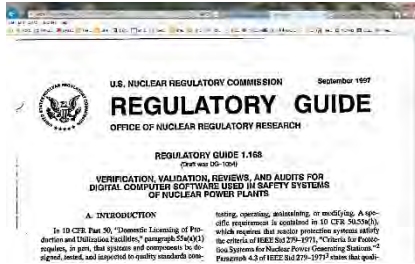 U.S. NUCLEAR REGULATORY COMMISSION
September 1997
REGULATORY GUIDE
OFFICE OF NUCLEAR REGULATORY RESEARCH
REGULATORY GUIDE 1.168
(Draft was DG-1054)
VERIFICATION, VALIDATION, REVIEWS, AND AUDITS FOR
DIGITAL COMPUTER SOFTWARE USED IN SAFETY SYSTEMS
OF NUCLEAR POWER PLANTS
A. INTRODUCTION
In 10 CFR Part 50, "Domestic Licensing of Pro-
duction and Utilization Facilities," paragraph 55a(a)(1)
requires, in part, that systems and components be de-
signed, tested, and inspected to quality standards com-
testing, operating, maintaining, or modifying. A spe-
cific requirement is contained in 10 CFR 50.55a(h),
which requires that reactor protection systems satisfy
the criteria of IEEE Std 279-1971, "Criteria for Protec-
tion Systems for Nuclear Power Generating Stations."2
Paragraph 4.3 of IEEE Std 279-1971³ states that quali-